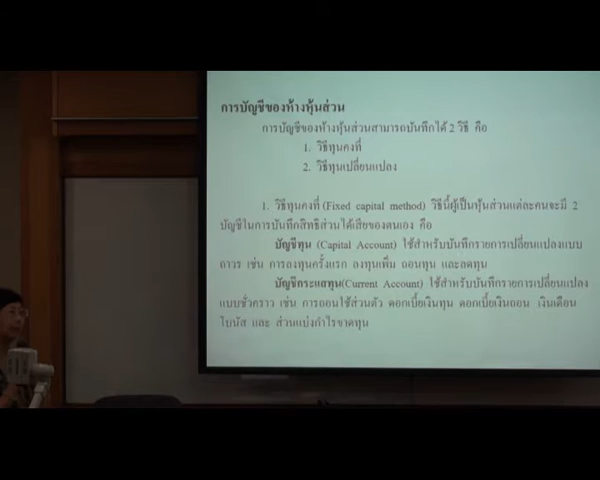 การบัญชีของห้างหุ้นส่วน
การบัญชีของห้างหุ้นส่วนสามารถบันทึกได้ 2 วิธี คือ
1. วิธีทุนคงที่
2. วิธีทุนเปลี่ยนแปลง
1. วิธีทุนคงที่ (Fixed capital method) วิธีนี้ผู้เป็นหุ้นส่วนแต่ละคนจะมี 2
บัญชีในการบันทึกสิทธิส่วนได้เสียของตนเอง คือ
บัญชีทุน (Capital Account) ใช้สำหรับบันทึกรายการเปลี่ยนแปลงแบบ
ถาวร เช่น การลงทุนครั้งแรก ลงทุนเพิ่ม ถอนทุน และลดทุน
บัญชีกระแสทุน(Current Account) ใช้สำหรับบันทึกรายการเปลี่ยนแปลง
แบบชั่วคราว เช่น การถอนใช้ส่วนตัว ดอกเบี้ยเงินทุน ดอกเบี้ยเงินถอน เงินเดือน
โบนัส และ ส่วนแบ่งกำไรขาดทุน